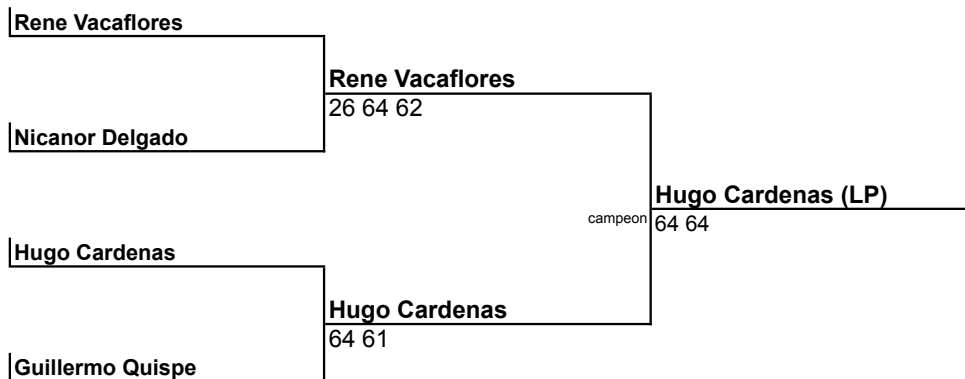 Rene Vacaflores
Rene Vacaflores
26 64 62
Nicanor Delgado
Hugo Cardenas (LP)
campeon
64 64
Hugo Cardenas
Hugo Cardenas
64 61
Guillermo Quispe